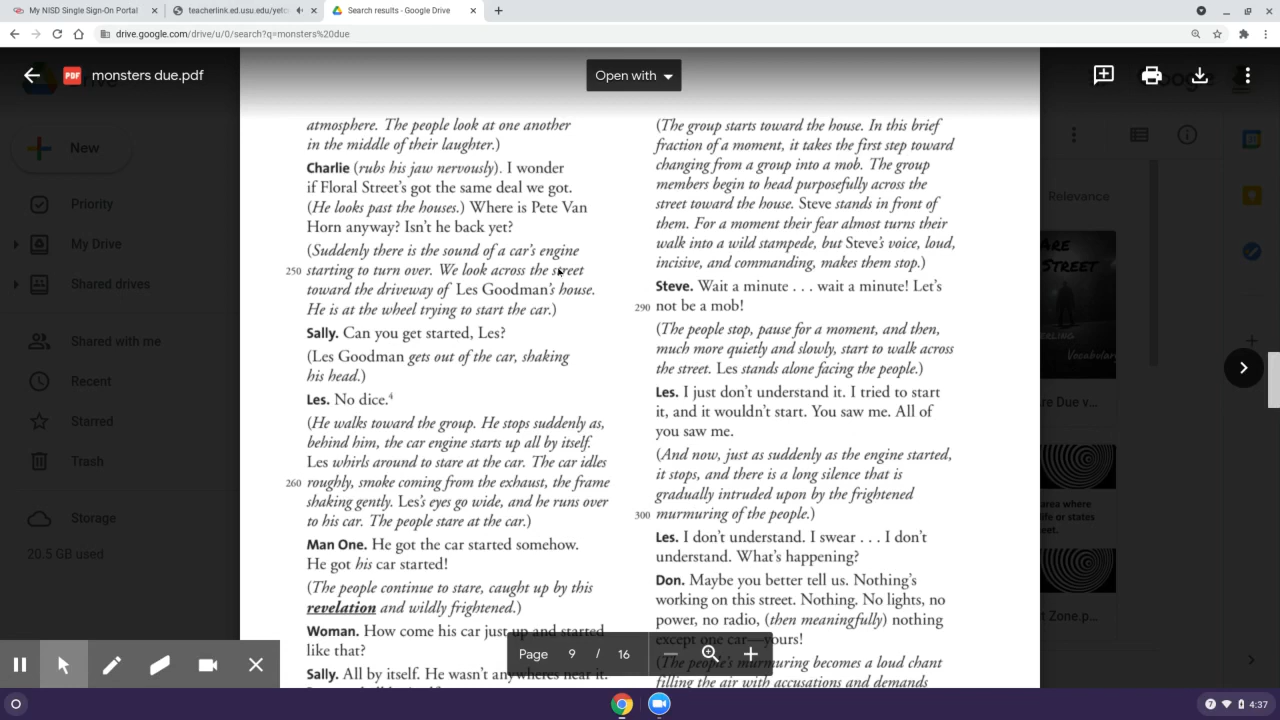 My NISD Single Sign-On Portal
teacherlink.ed.usu.edu/yetc
Search results - Google Drive
drive.google.com/drive/u/0/search?q=monsters%20due
PDF monsters due.pdf
Open with
New
Priority
My Drive
Shared drives
Shared with me
Recent
Starred
Trash
Storage
20.5 GB used
atmosphere. The people look at one another
in the middle of their laughter.)
Charlie (rubs his jaw nervously). I wonder
if Floral Street's got the same deal we got.
(He looks past the houses.) Where is Pete Van
Horn anyway? Isn't he back yet?
(Suddenly there is the sound of a car's engine
250 starting to turn over. We look across the street
toward the driveway of Les Goodman's house.
He is at the wheel trying to start the car.)
Sally. Can you get started, Les?
(Les Goodman gets out of the car, shaking
his head.)
Les. No dice.4
(He walks toward the group. He stops suddenly as,
behind him, the car engine starts up all by itself.
Les whirls around to stare at the car. The car idles
260 roughly, smoke coming from the exhaust, the frame
shaking gently. Les's eyes go wide, and he runs over
to his car. The people stare at the car.)
Man One. He got the car started somehow.
He got his car started!
(The people continue to stare, caught up by this
revelation and wildly frightened.)
Woman. How come his car just up and started
like that?
Sally. All by itself. He wasn't anywheres near it.
(The group starts toward the house. In this brief
fraction of a moment, it takes the first step toward
changing from a group into a mob. The group
members begin to head purposefully across the
street toward the house. Steve stands in front of
them. For a moment their fear almost turns their
walk into a wild stampede, but Steve's voice, loud,
incisive, and commanding, makes them stop.)
Steve. Wait a minute . . . wait a minute! Let's
290 not be a mob!
(The people stop, pause for a moment, and then,
much more quietly and slowly, start to walk across
the street. Les stands alone facing the people.)
Les. I just don't understand it. I tried to start
it, and it wouldn't start. You saw me. All of
you saw me.
(And now, just as suddenly as the engine started,
it stops, and there is a long silence that is
gradually intruded upon by the frightened
300 murmuring of the people.)
Les. I don't understand. I swear . . . I don't
understand. What's happening?
Don. Maybe you better tell us. Nothing's
working on this street. Nothing. No lights, no
power, no radio, (then meaningfully) nothing
except one car—yours!
(The people's murmuring becomes a loud chant
filling the air with accusations and demands
Relevance
ARE
STREET
ERLING
Vocabular
Are Due v...
area where
life or states
eet.
t Zone.p...
Page 9 / 16
7
4:37